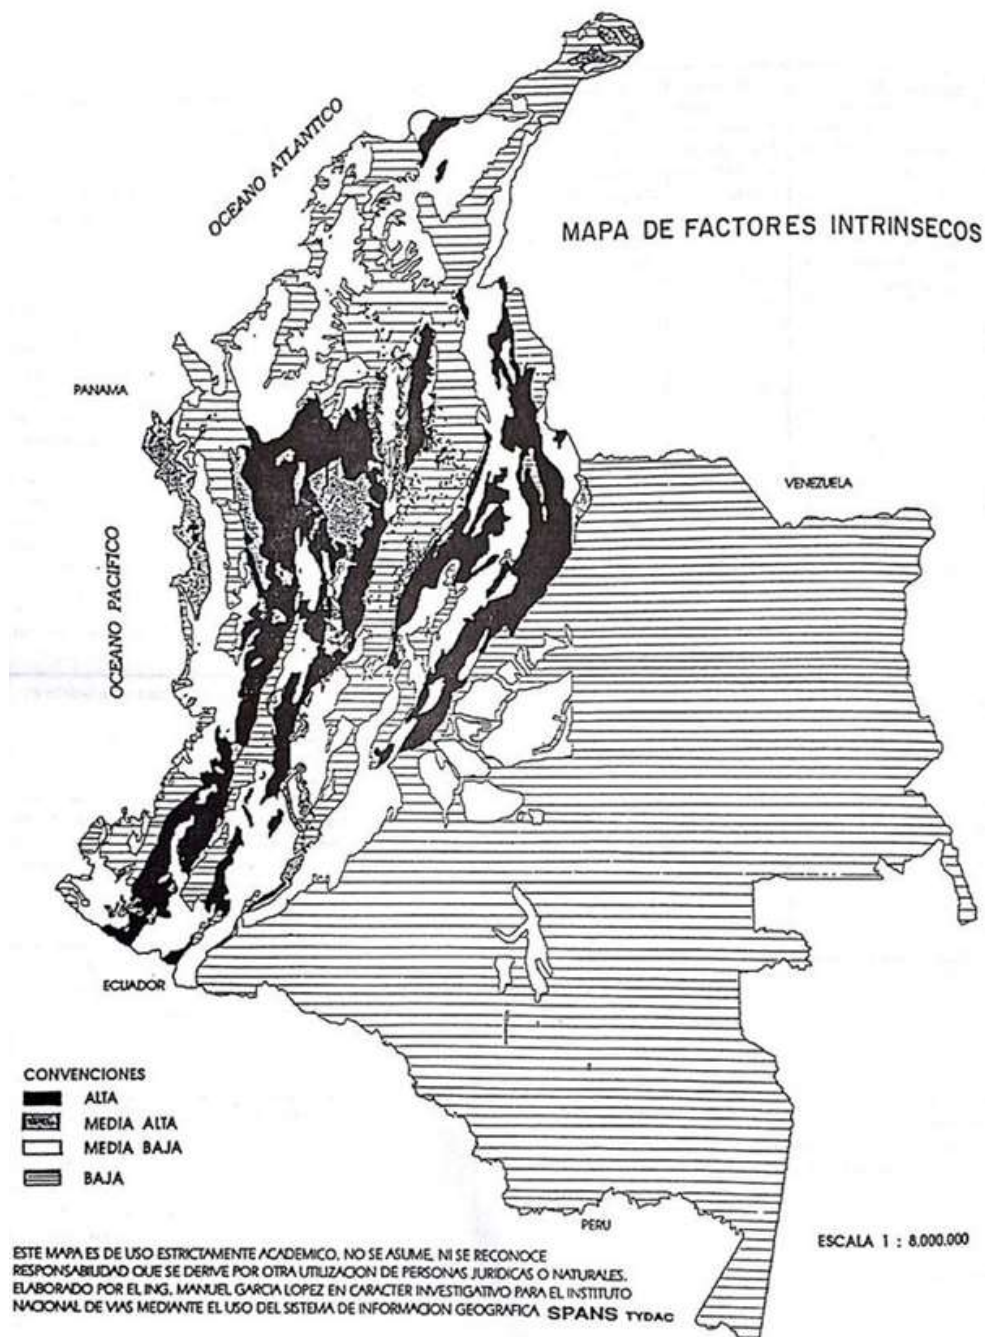 OCEANO ATLANTICO
MAPA DE FACTORES INTRINSECOS
PANAMA
VENEZUELA
OCEANO PACIFICO
ECUADOR
CONVENCIONES
ALTA
MEDIA ALTA
MEDIA BAJA
BAJA
PERU
ESCALA 1 : 8.000.000
ESTE MAPA ES DE USO ESTRICTAMENTE ACADEMICO, NO SE ASUME, NI SE RECONOCE
RESPONSABILIDAD QUE SE DERIVE POR OTRA UTILIZACION DE PERSONAS JURIDICAS O NATURALES.
ELABORADO POR EL ING. MANUEL GARCIA LOPEZ EN CARACTER INVESTIGATIVO PARA EL INSTITUTO
NACIONAL DE VIAS MEDIANTE EL USO DEL SISTEMA DE INFORMACION GEOGRAFICA SPANS TYDAC